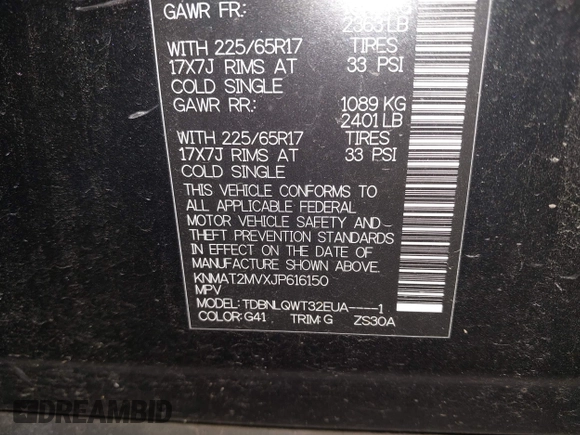 GAWR FR:
2363 LB
WITH 225/65R17 TIRES
17X7J RIMS AT 33 PSI
COLD SINGLE
GAWR RR: 1089 KG
2401 LB
WITH 225/65R17 TIRES
17X7J RIMS AT 33 PSI
COLD SINGLE
THIS VEHICLE CONFORMS TO
ALL APPLICABLE FEDERAL
MOTOR VEHICLE SAFETY AND
THEFT PREVENTION STANDARDS
IN EFFECT ON THE DATE OF
MANUFACTURE SHOWN ABOVE.
KNMAT2MVXJP616150
MPV
MODEL: TDBNLQWT32EUA----1
COLOR: G41 TRIM: G ZS30A
DREAMBID